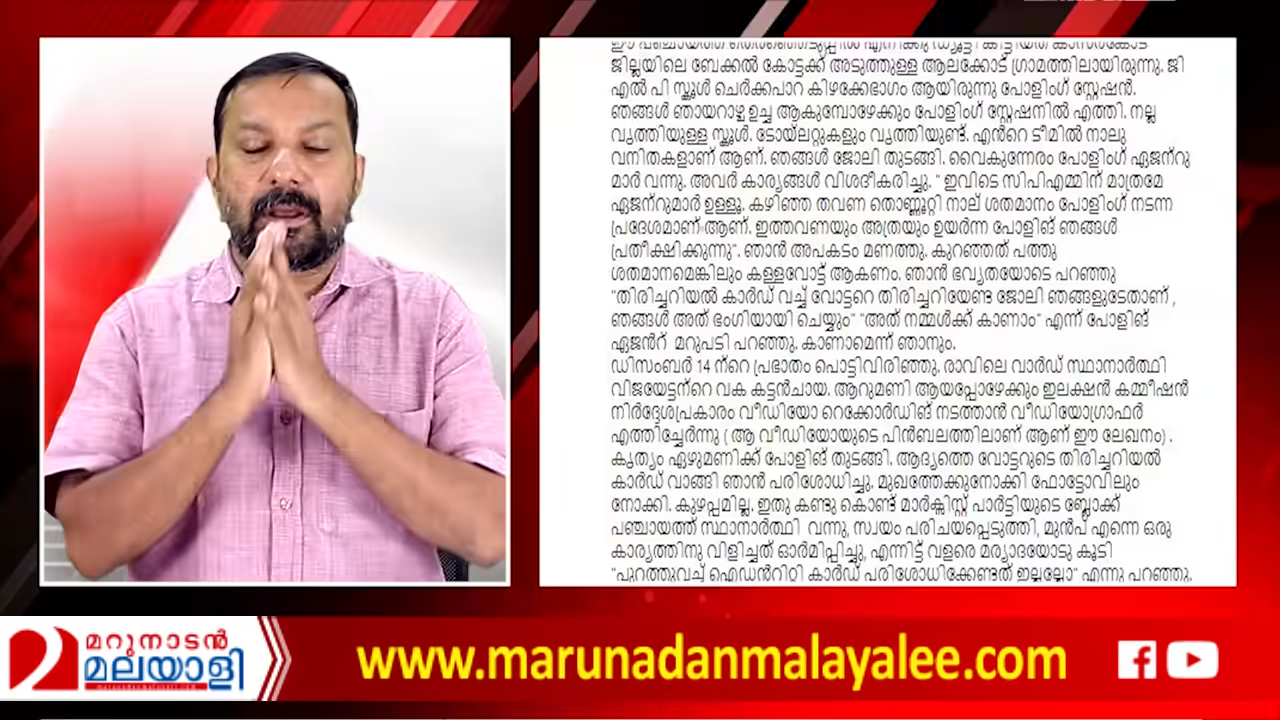 ഈ പഞ്ചായത്ത് തെരഞ്ഞെടുപ്പിൽ എനിക്കു ഡ്യൂട്ടി കിട്ടിയത് കാസർകോട്
ജില്ലയിലെ ബേക്കൽ കോട്ടക്ക് അടുത്തുള്ള ആലക്കോട് ഗ്രാമത്തിലായിരുന്നു. ജി
എൽ പി സ്കൂൾ ചെർക്കപാറ കിഴക്കേഭാഗം ആയിരുന്നു പോളിംഗ് സ്റ്റേഷൻ.
ഞങ്ങൾ ഞായറാഴ്ച ഉച്ച ആകുമ്പോഴേക്കും പോളിംഗ് സ്റ്റേഷനിൽ എത്തി. നല്ല
വൃത്തിയുള്ള സ്കൂൾ. ടോയ്ലറ്റുകളും വൃത്തിയുണ്ട്. എൻറെ ടീമിൽ നാലു
വനിതകളാണ് ആണ്. ഞങ്ങൾ ജോലി തുടങ്ങി. വൈകുന്നേരം പോളിംഗ് ഏജൻറു
മാർ വന്നു. അവർ കാര്യങ്ങൾ വിശദീകരിച്ചു. " ഇവിടെ സിപിഎമ്മിന് മാത്രമേ
ഏജൻറുമാർ ഉള്ളൂ. കഴിഞ്ഞ തവണ തൊണ്ണൂറ്റി നാല് ശതമാനം പോളിംഗ് നടന്ന
പ്രദേശമാണ് ആണ്. ഇത്തവണയും അത്രയും ഉയർന്ന പോളിങ് ഞങ്ങൾ
പ്രതീക്ഷിക്കുന്നു". ഞാൻ അപകടം മണത്തു. കുറഞ്ഞത് പത്തു
ശതമാനമെങ്കിലും കള്ളവോട്ട് ആകണം. ഞാൻ ഭവ്യതയോടെ പറഞ്ഞു
"തിരിച്ചറിയൽ കാർഡ് വച്ച് വോട്ടറെ തിരിച്ചറിയേണ്ട ജോലി ഞങ്ങളുടേതാണ് ,
ഞങ്ങൾ അത് ഭംഗിയായി ചെയ്യും" "അത് നമ്മൾക്ക് കാണാം" എന്ന് പോളിങ്
ഏജൻറ് മറുപടി പറഞ്ഞു. കാണാമെന്ന് ഞാനും.
ഡിസംബർ 14 ന്റെ പ്രഭാതം പൊട്ടിവിരിഞ്ഞു. രാവിലെ വാർഡ് സ്ഥാനാർത്ഥി
വിജയേട്ടന്റെ വക കട്ടൻചായ. ആറുമണി ആയപ്പോഴേക്കും ഇലക്ഷൻ കമ്മീഷൻ
നിർദ്ദേശപ്രകാരം വീഡിയോ റെക്കോർഡിങ് നടത്താൻ വീഡിയോഗ്രാഫർ
എത്തിച്ചേർന്നു ( ആ വീഡിയോയുടെ പിൻബലത്തിലാണ് ആണ് ഈ ലേഖനം) .
കൃത്യം ഏഴുമണിക്ക് പോളിങ് തുടങ്ങി. ആദ്യത്തെ വോട്ടറുടെ തിരിച്ചറിയൽ
കാർഡ് വാങ്ങി ഞാൻ പരിശോധിച്ചു. മുഖത്തേക്കുനോക്കി ഫോട്ടോവിലും
നോക്കി. കുഴപ്പമില്ല, ഇതു കണ്ടു കൊണ്ട് മാർക്സിസ്റ്റ് പാർട്ടിയുടെ ബ്ലോക്ക്
പഞ്ചായത്ത് സ്ഥാനാർത്ഥി വന്നു, സ്വയം പരിചയപ്പെടുത്തി, മുൻപ് എന്നെ ഒരു
കാര്യത്തിനു വിളിച്ചത് ഓർമിപ്പിച്ചു, എന്നിട്ട് വളരെ മര്യാദയോടു കൂടി
"പുറത്തുവച് ഐഡൻറിറ്റി കാർഡ് പരിശോധിക്കേണ്ടത് ഇല്ലല്ലോ" എന്നു പറഞ്ഞു.
മറുനാടൻ
മലയാളി
www.marunadanmalayalee.com